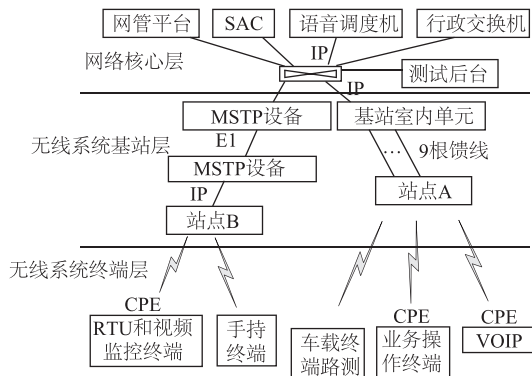 网管平台
SAC
语音调度机
行政交换机
IP
网络核心层
测试后台
IP
MSTP设备
基站室内单元
E1
无线系统基站层
…
9根馈线
MSTP设备
IP
站点A
站点B
无线系统终端层
CPE
RTU和视频
监控终端
手持
终端
车载终
端路测
CPE
业务操
作终端
CPE
VOIP